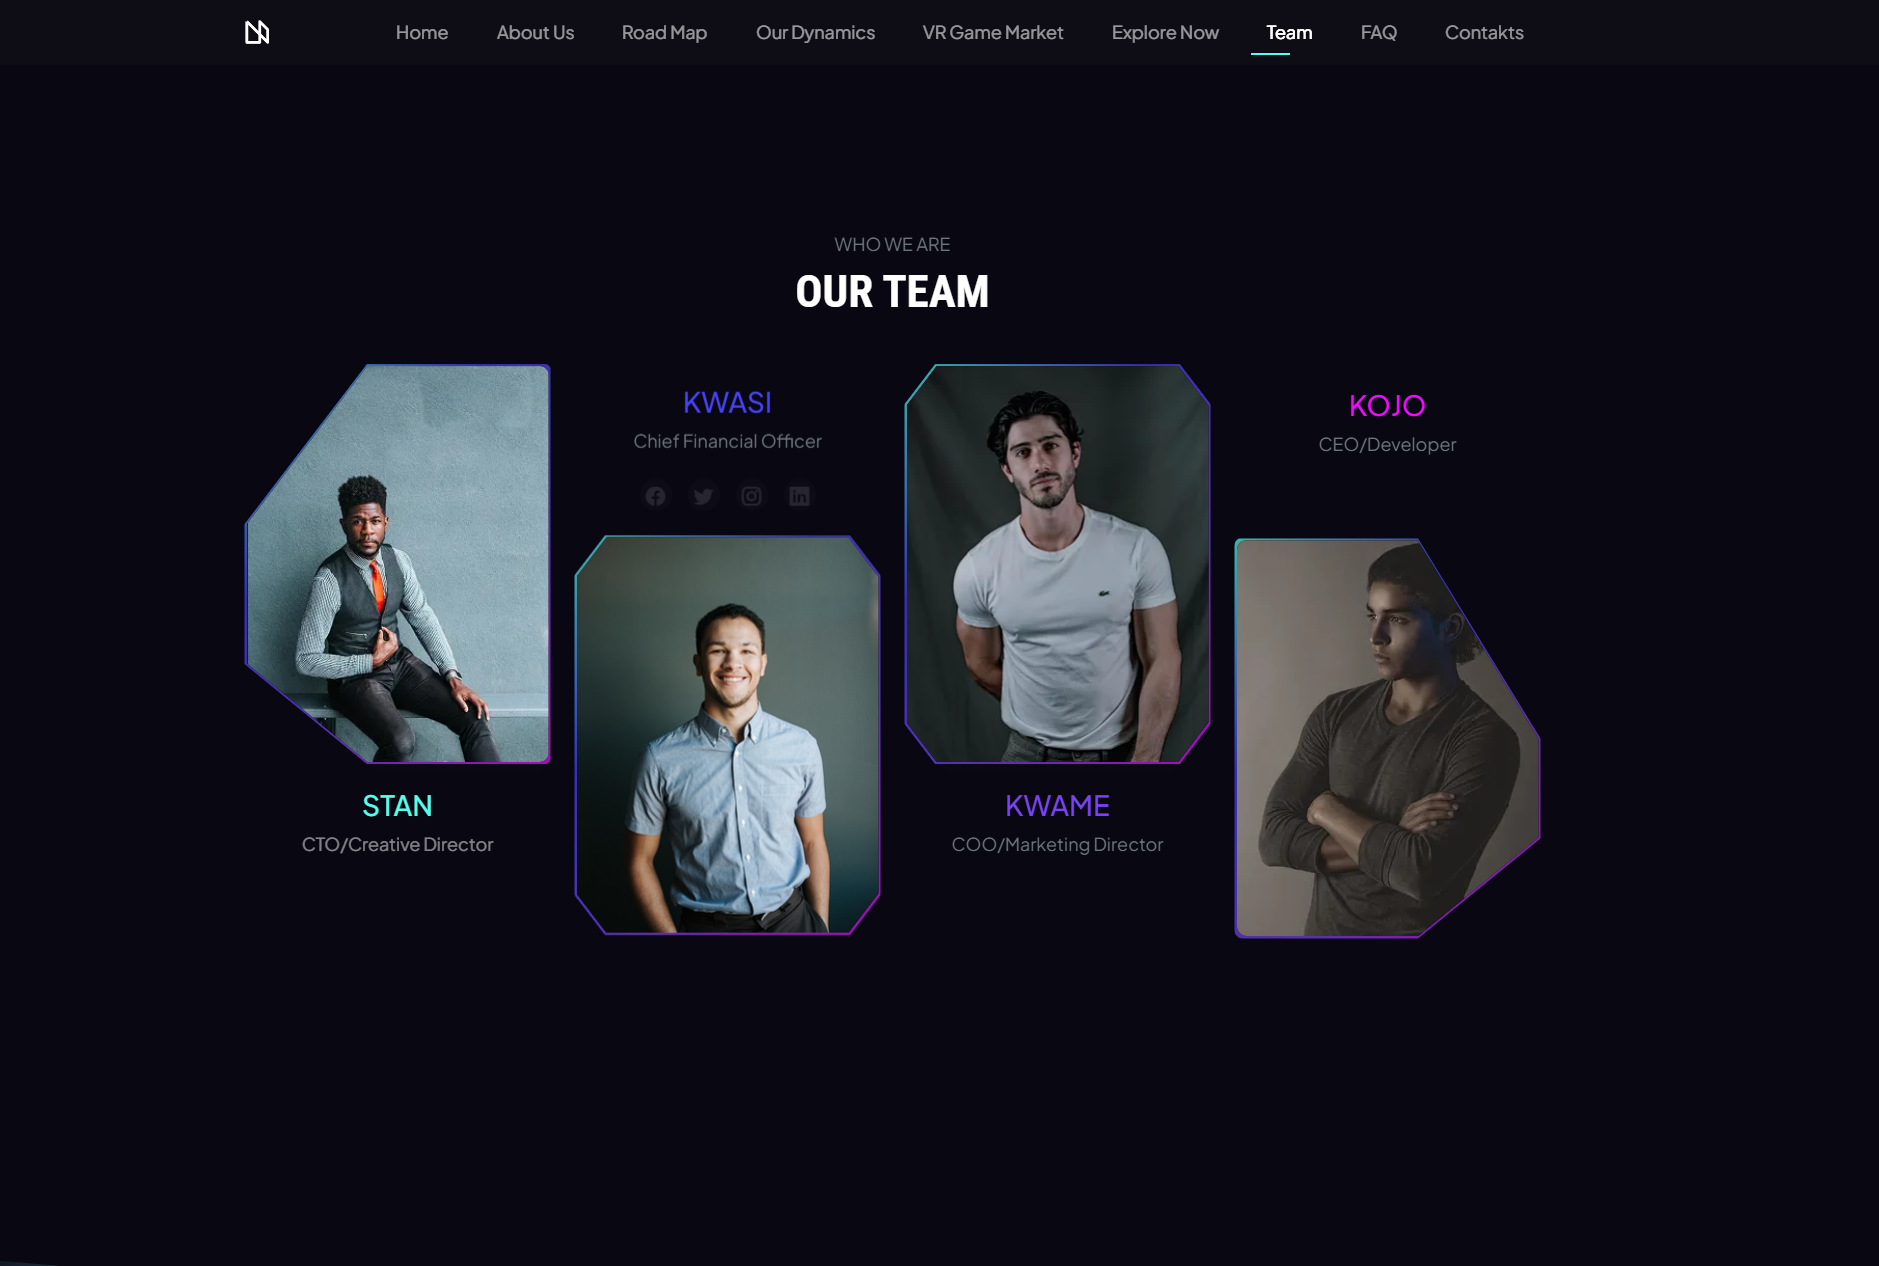 Home
About Us
Road Map
Our Dynamics
VR Game Market
Explore Now
Team
FAQ
Contakts
WHO WE ARE
OUR TEAM
STAN
CTO/Creative Director
KWASI
Chief Financial Officer
KWAME
COO/Marketing Director
KOJO
CEO/Developer